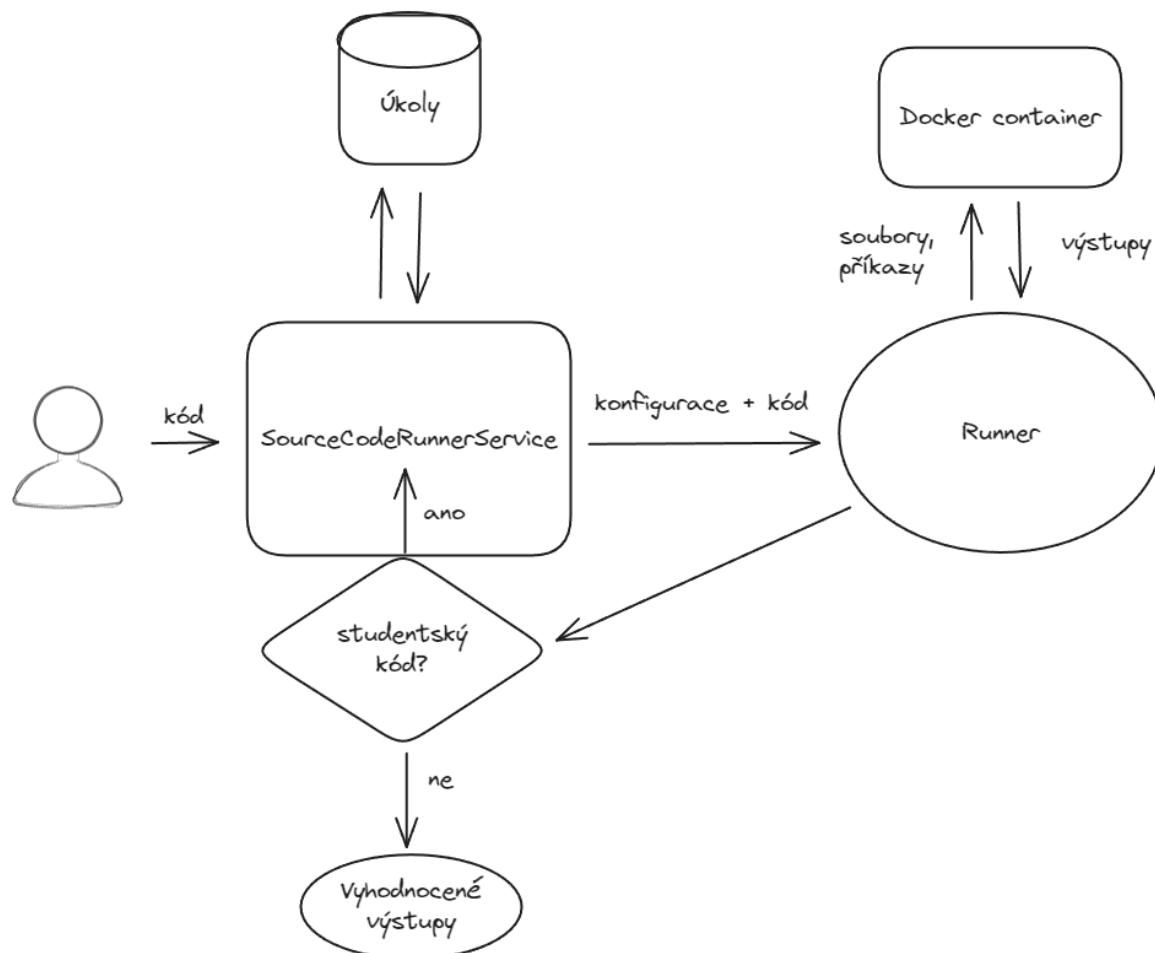 Úkoly
Docker container
soubory,
příkazy
výstupy
kód
SourceCodeRunnerService
konfigurace + kód
Runner
ano
studentský
kód?
ne
Vyhodnocené
výstupy